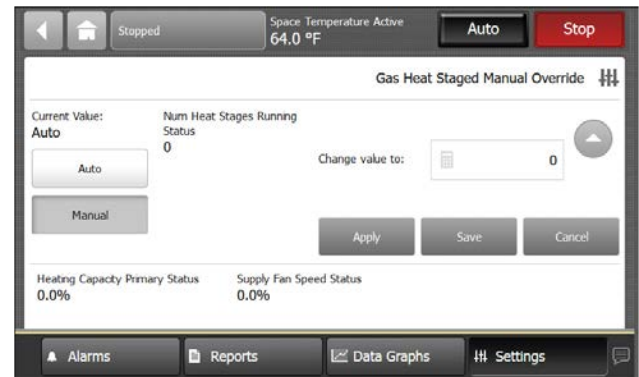 Stopped
Space Temperature Active
64.0 °F
Auto
Stop
Gas Heat Staged Manual Override
Current Value:
Auto
Num Heat Stages Running
Status
0
Auto
Manual
Change value to:
0
Apply
Save
Cancel
Heating Capacity Primary Status
0.0%
Supply Fan Speed Status
0.0%
Alarms
Reports
Data Graphs
Settings